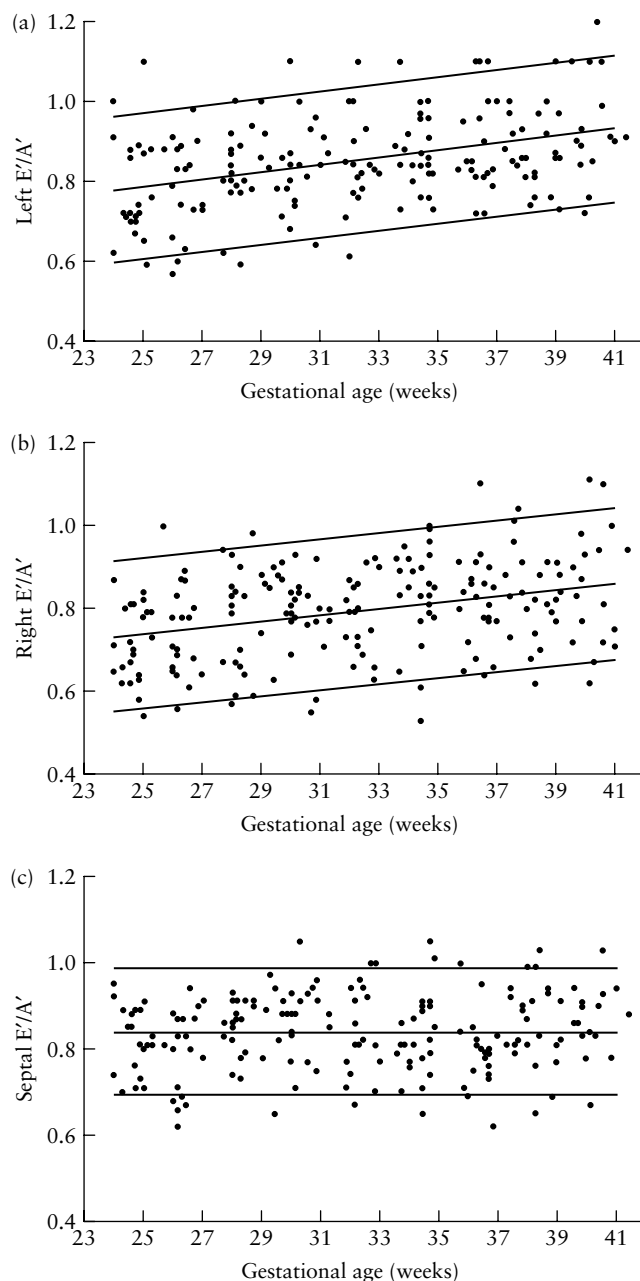 (a)
1.2
1.0
0.8
0.6
0.4
Left E′/A′
23 25 27 29 31 33 35 37 39 41
Gestational age (weeks)
(b)
1.2
1.0
0.8
0.6
0.4
Right E′/A′
23 25 27 29 31 33 35 37 39 41
Gestational age (weeks)
(c)
1.2
1.0
0.8
0.6
0.4
Septal E′/A′
23 25 27 29 31 33 35 37 39 41
Gestational age (weeks)